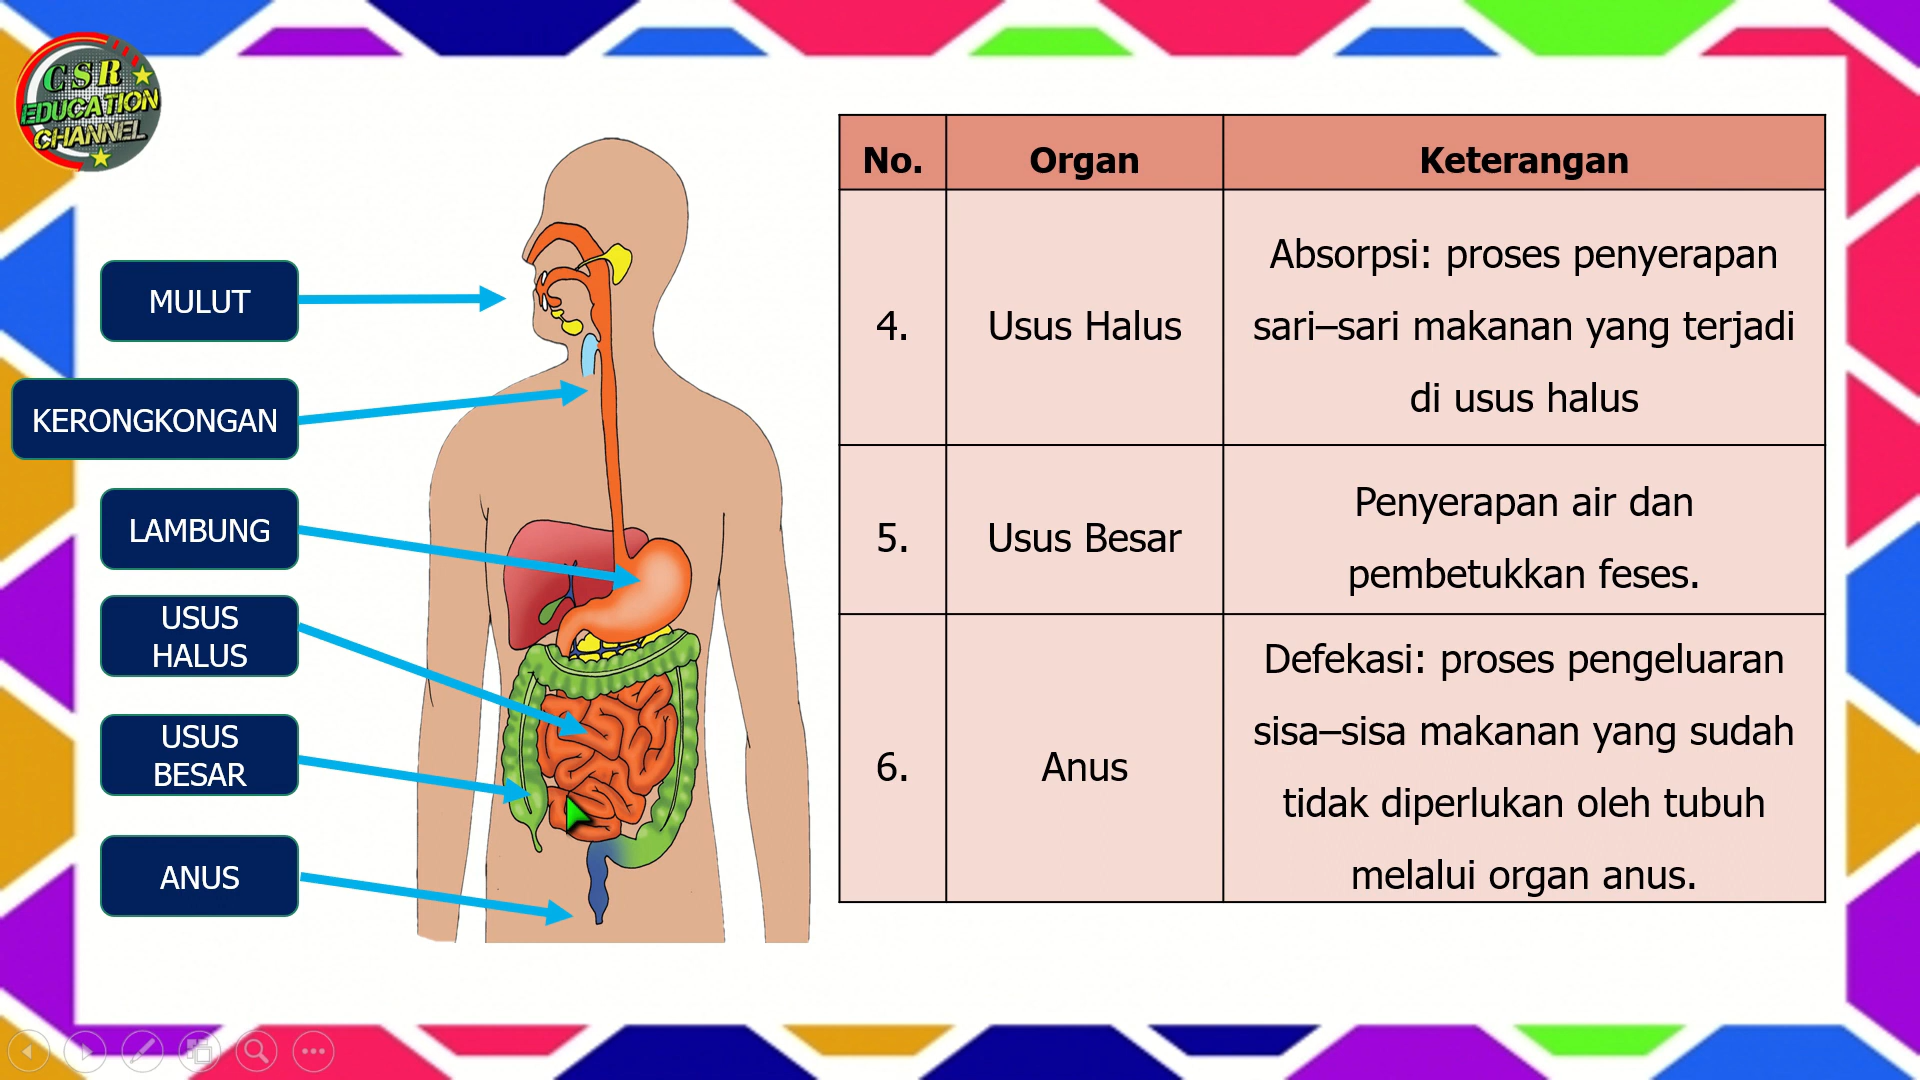 CSR
EDUCATION
CHANNEL
MULUT
KERONGKONGAN
LAMBUNG
USUS
HALUS
USUS
BESAR
ANUS
No.
Organ
Keterangan
4.
Usus Halus
Absorpsi: proses penyerapan
sari–sari makanan yang terjadi
di usus halus
5.
Usus Besar
Penyerapan air dan
pembetukkan feses.
6.
Anus
Defekasi: proses pengeluaran
sisa–sisa makanan yang sudah
tidak diperlukan oleh tubuh
melalui organ anus.